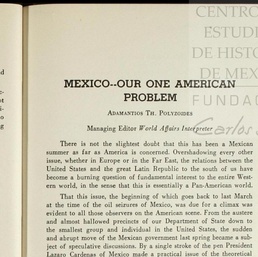 CENTRO
ESTUDI
DE HISTO
DE MEX
FUNDA
Carlos S
MEXICO--OUR ONE AMERICAN
PROBLEM
ADAMANTIOS TH. POLYZOIDES
Managing Editor World Affairs Interpreter
There is not the slightest doubt that this has been a Mexican
summer as far as America is concerned. Overshadowing every other
issue, whether in Europe or in the Far East, the relations between the
United States and the great Latin Republic to the south of us have
become a burning question of fundamental interest to the entire West-
ern world, in the sense that this is essentially a Pan-American world.
That this issue, the beginning of which goes back to last March
at the time of the oil seizures of Mexico, was due for a climax was
evident to all those observers on the American scene. From the austere
and almost hallowed precincts of our Department of State down to
the smallest group and individual in the United States, the sudden
and abrupt move of the Mexican government last spring became a sub-
ject of speculative discussions. By a single stroke of the pen President
Lazaro Cardenas of Mexico made a practical issue of the theoretical